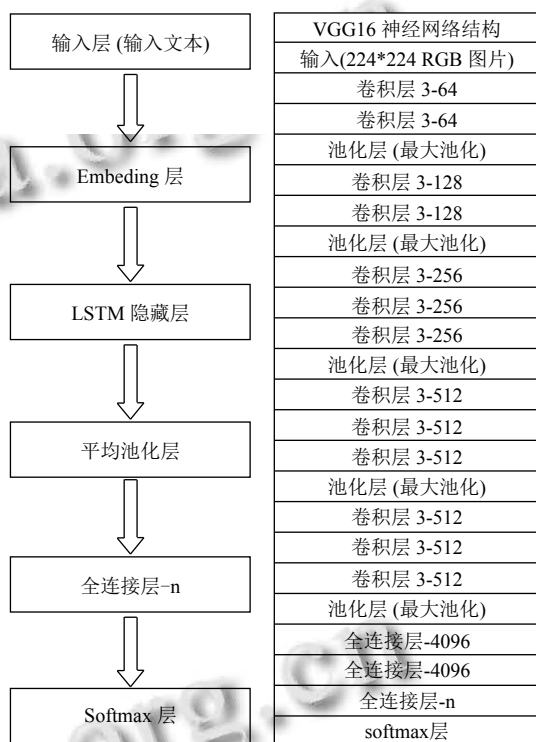 输入层 (输入文本)
Embeding 层
LSTM 隐藏层
平均池化层
全连接层-n
Softmax 层
VGG16 神经网络结构
输入(224*224 RGB 图片)
卷积层 3-64
卷积层 3-64
池化层 (最大池化)
卷积层 3-128
卷积层 3-128
池化层 (最大池化)
卷积层 3-256
卷积层 3-256
卷积层 3-256
池化层 (最大池化)
卷积层 3-512
卷积层 3-512
卷积层 3-512
池化层 (最大池化)
卷积层 3-512
卷积层 3-512
卷积层 3-512
池化层 (最大池化)
全连接层-4096
全连接层-4096
全连接层-n
softmax层